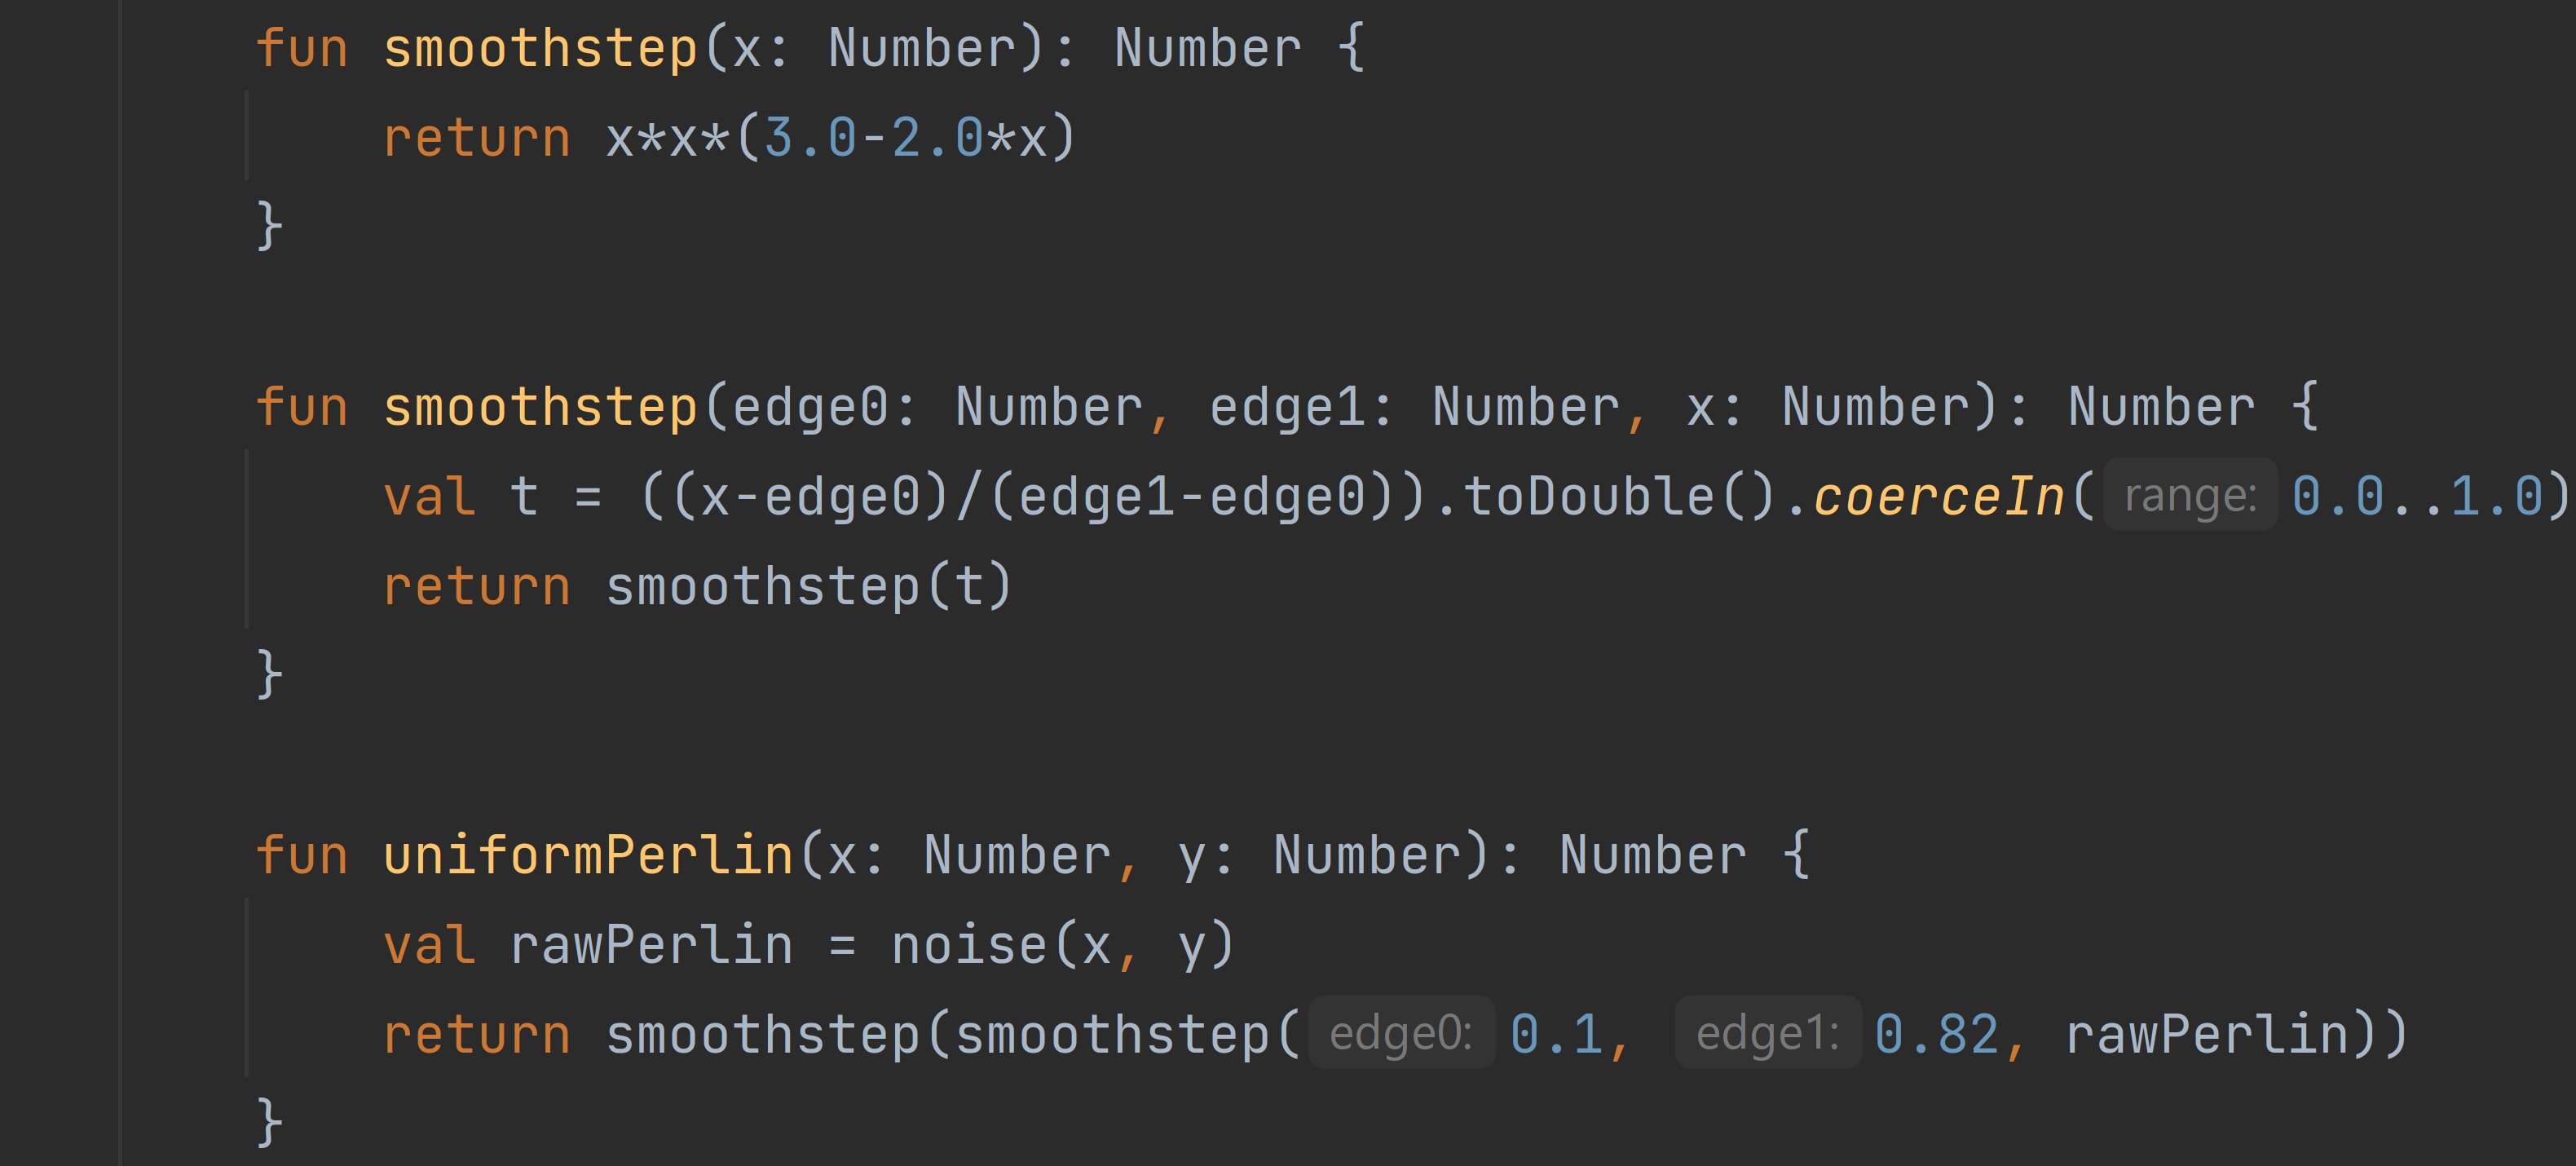 fun smoothstep(x: Number): Number {
    return x*x*(3.0-2.0*x)
}

fun smoothstep(edge0: Number, edge1: Number, x: Number): Number {
    val t = ((x-edge0)/(edge1-edge0)).toDouble().coerceIn( range: 0.0..1.0)
    return smoothstep(t)
}

fun uniformPerlin(x: Number, y: Number): Number {
    val rawPerlin = noise(x, y)
    return smoothstep(smoothstep( edge0: 0.1, edge1: 0.82, rawPerlin))
}